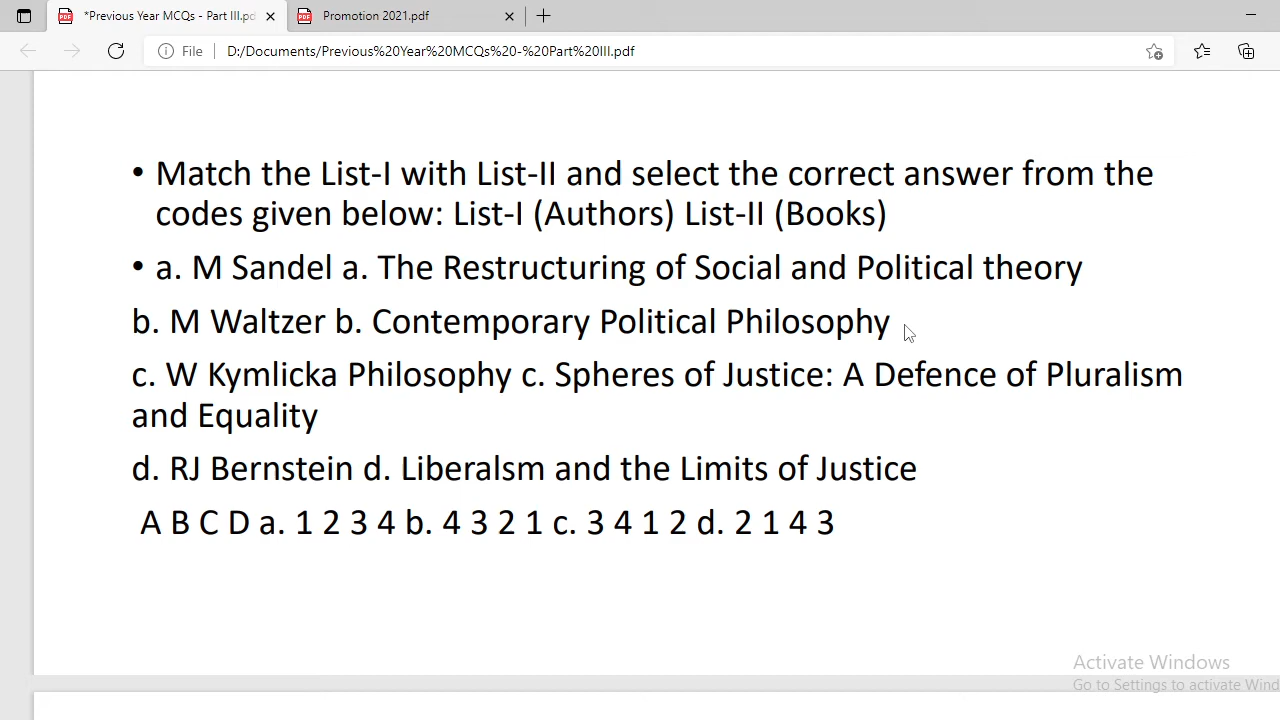 *Previous Year MCQs - Part III.pd
Promotion 2021.pdf
File
D:/Documents/Previous%20Year%20MCQs%20-%20Part%20III.pdf
• Match the List-I with List-II and select the correct answer from the
codes given below: List-I (Authors) List-II (Books)
• a. M Sandel a. The Restructuring of Social and Political theory
b. M Waltzer b. Contemporary Political Philosophy
c. W Kymlicka Philosophy c. Spheres of Justice: A Defence of Pluralism
and Equality
d. RJ Bernstein d. Liberalsm and the Limits of Justice
A B C D a. 1 2 3 4 b. 4 3 2 1 c. 3 4 1 2 d. 2 1 4 3
Activate Windows
Go to Settings to activate Wind